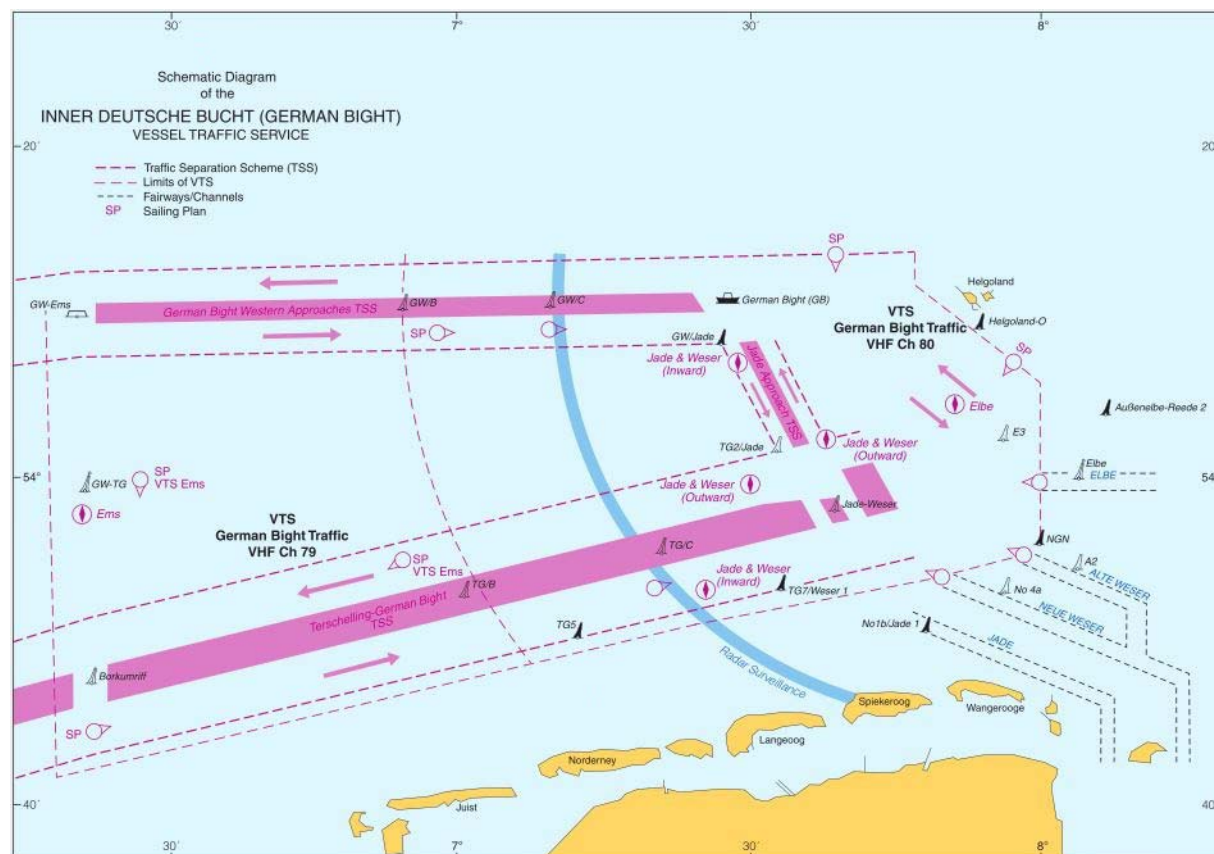 30´
7°
30´
8°
Schematic Diagram
of the
INNER DEUTSCHE BUCHT (GERMAN BIGHT)
VESSEL TRAFFIC SERVICE
20´
20´
Traffic Separation Scheme (TSS)
Limits of VTS
Fairways/Channels
SP Sailing Plan
SP
Helgoland
GW-Ems
German Bight Western Approaches TSS
GW/B
GW/C
German Bight (GB)
VTS
German Bight Traffic
VHF Ch 80
Helgoland-O
SP
GW/Jade
SP
Jade & Weser
(Inward)
Jade Approach TSS
Elbe
Außenelbe-Reede 2
E3
TG2/Jade
Jade & Weser
(Outward)
Elbe
ELBE
54°
54°
GW-TG
SP
VTS Ems
Jade & Weser
(Outward)
Jade-Weser
Ems
VTS
German Bight Traffic
VHF Ch 79
SP
VTS Ems
TG/C
NGN
A2
ALTE WESER
Jade & Weser
(Inward)
TG/B
TG7/Weser 1
No 4a
NEUE WESER
Terschelling-German Bight
TSS
TG5
No1b/Jade 1
JADE
Borkumriff
Radar Surveillance
SP
Spiekeroog
Wangerooge
Langeoog
Norderney
Juist
40´
40´
30´
7°
30´
8°